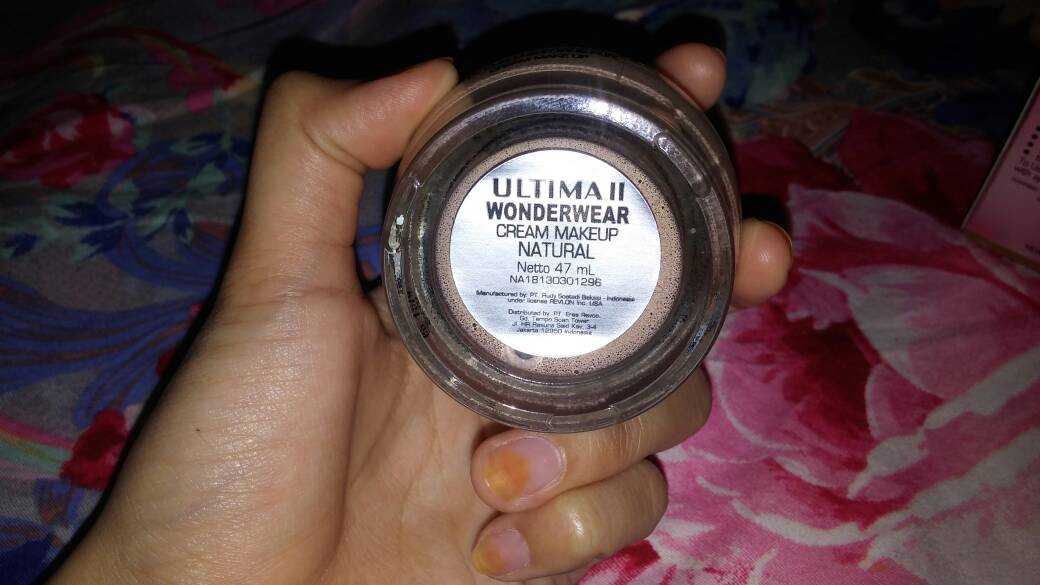 ULTIMA II
WONDERWEAR
CREAM MAKEUP
NATURAL
Netto 47 mL
NA18130301296
Manufactured by PT. Rudy Soetadi Bekasi - Indonesia
under license REVLON Inc. USA
Distributed by PT. Eres Revco.
Gd. Tempo Scan Tower
Jl. HR Rasuna Said Kav. 3-4
Jakarta 12950 Indonesia